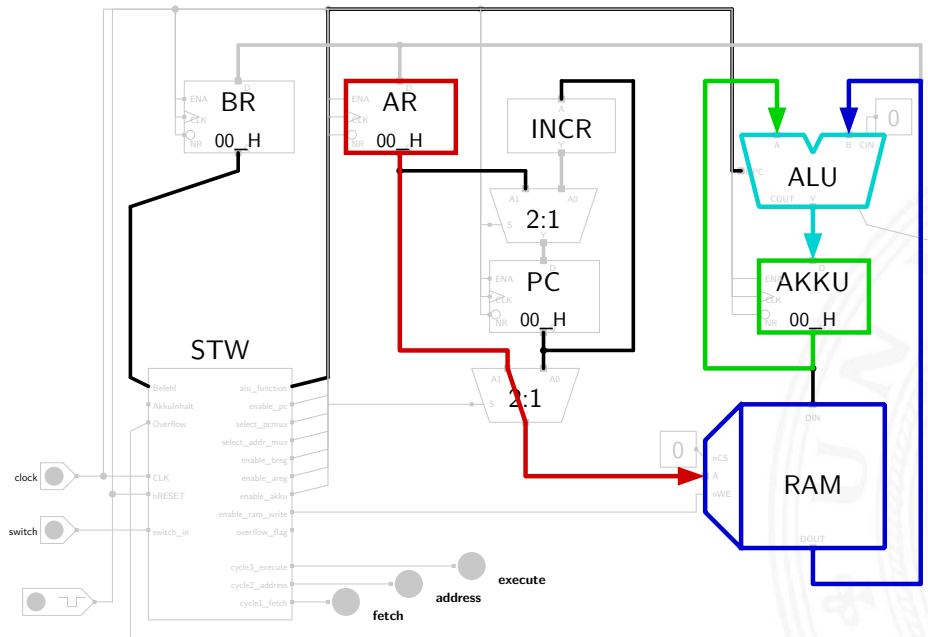 D
D
ENA
CLK
NR
BR
00_H
ENA
CLK
NR
AR
00_H
A
INCR
Y
A1
A0
S
2:1
Y
D
ENA
CLK
NR
PC
00_H
A1
A0
S
2:1
0
A
B
CIN
ALU
COUT
Y
D
ENA
CLK
NR
AKKU
00_H
0
nCS
A
nWE
DIN
RAM
DOUT
STW
Befehl
AkkuInhalt
Overflow
CLK
nRESET
switch_in
alu_function
enable_pc
select_pcmux
select_addr_mux
enable_breg
enable_areg
enable_akku
enable_ram_write
overflow_flag
cycle3_execute
cycle2_address
cycle1_fetch
clock
switch
execute
address
fetch